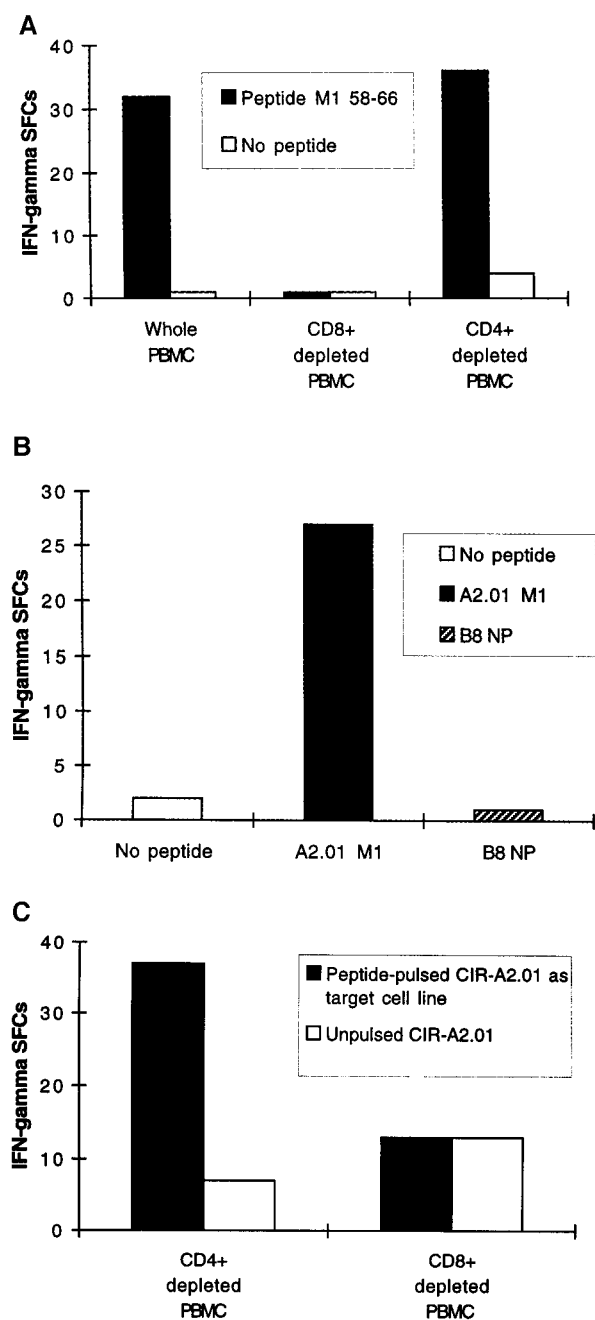 A
40
30
20
10
0
IFN-gamma SFCs
Peptide M1 58-66
No peptide
Whole
PBMC
CD8+
depleted
PBMC
CD4+
depleted
PBMC
B
30
25
20
15
10
5
0
IFN-gamma SFCs
No peptide
A2.01 M1
B8 NP
No peptide
A2.01 M1
B8 NP
C
40
30
20
10
0
IFN-gamma SFCs
Peptide-pulsed CIR-A2.01 as
target cell line
Unpulsed CIR-A2.01
CD4+
depleted
PBMC
CD8+
depleted
PBMC